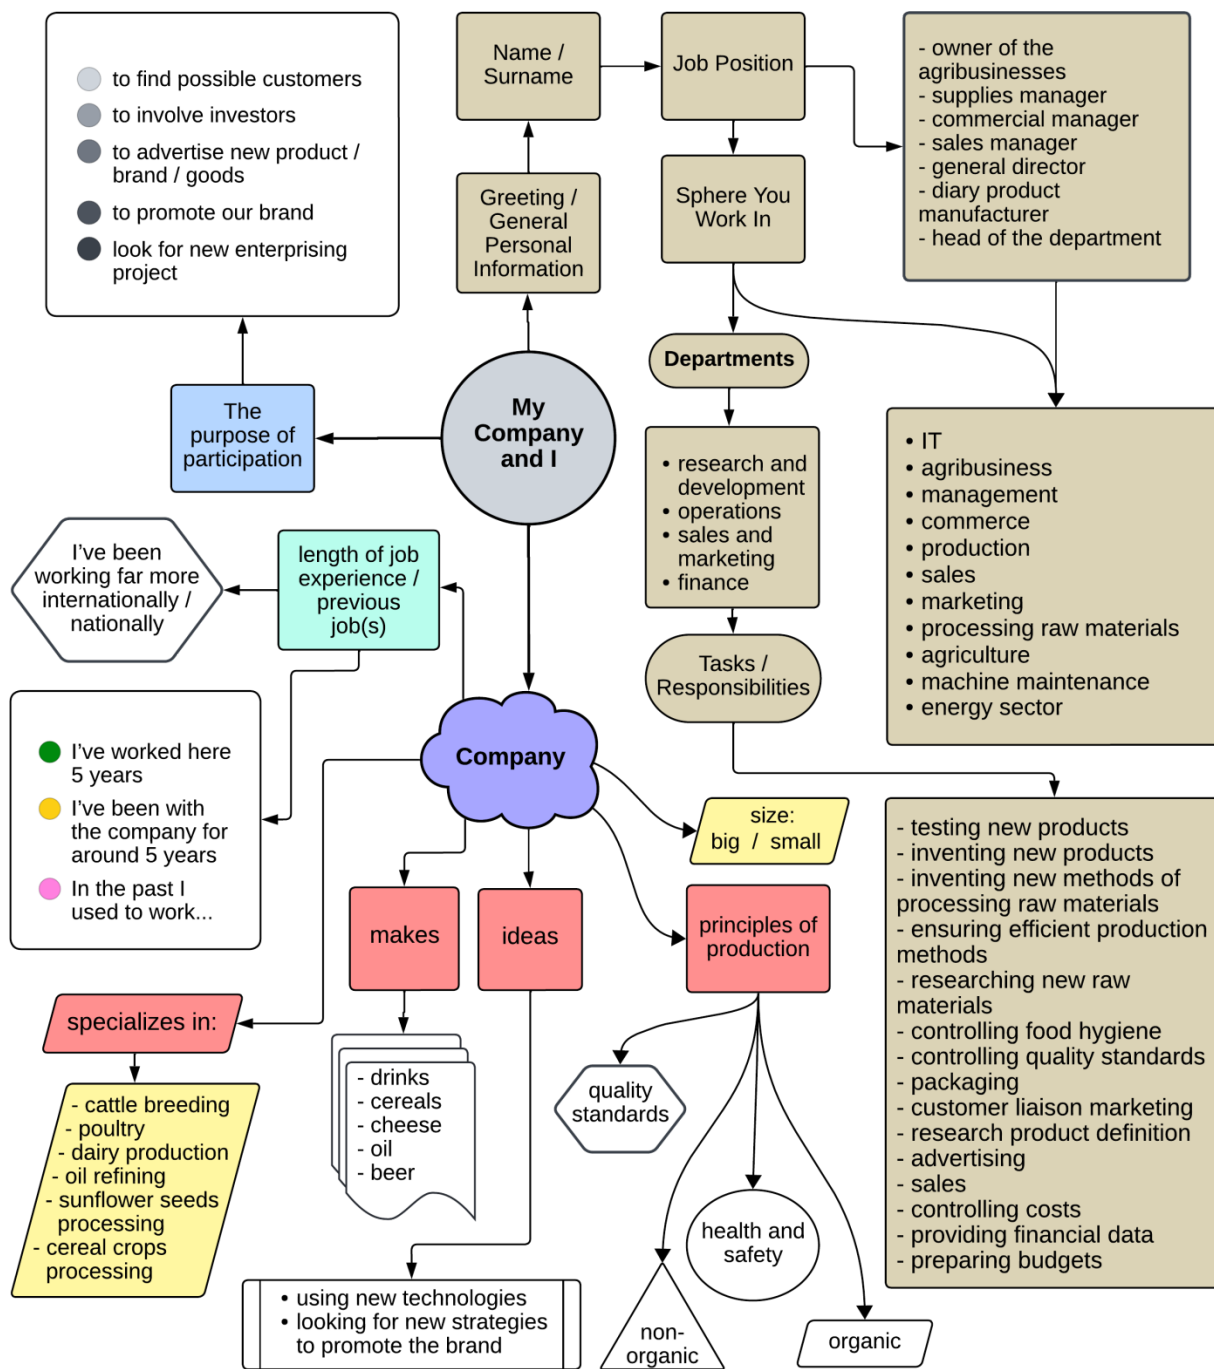 to find possible customers
to involve investors
to advertise new product /
brand / goods
to promote our brand
look for new enterprising
project
Name /
Surname
Job Position
- owner of the
agribusinesses
- supplies manager
- commercial manager
- sales manager
- general director
- diary product
manufacturer
- head of the department
Greeting /
General
Personal
Information
Sphere You
Work In
Departments
The
purpose of
participation
My
Company
and I
• research and
development
• operations
• sales and
marketing
• finance
• IT
• agribusiness
• management
• commerce
• production
• sales
• marketing
• processing raw materials
• agriculture
• machine maintenance
• energy sector
I've been
working far more
internationally /
nationally
length of job
experience /
previous
job(s)
Tasks /
Responsibilities
I've worked here
5 years
I've been with
the company for
around 5 years
In the past I
used to work...
Company
size:
big / small
makes
ideas
principles of
production
- testing new products
- inventing new products
- inventing new methods of
processing raw materials
- ensuring efficient production
methods
- researching new raw
materials
- controlling food hygiene
- controlling quality standards
- packaging
- customer liaison marketing
- research product definition
- advertising
- sales
- controlling costs
- providing financial data
- preparing budgets
specializes in:
- cattle breeding
- poultry
- dairy production
- oil refining
- sunflower seeds
processing
- cereal crops
processing
- drinks
- cereals
- cheese
- oil
- beer
quality
standards
health and
safety
non-
organic
organic
• using new technologies
• looking for new strategies
to promote the brand